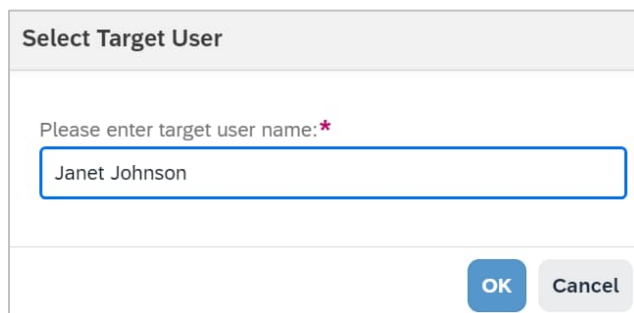 Select Target User
Please enter target user name:*
Janet Johnson
OK Cancel